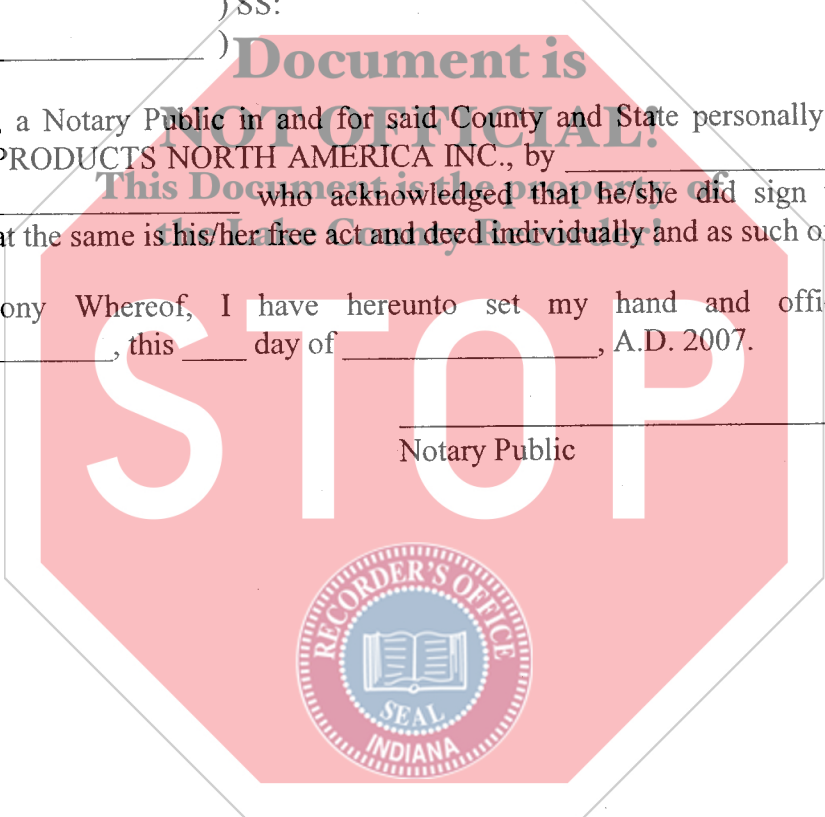 ) SS:
)
Document is
NOT OFFICIAL!
This Document is the property of
the Lake County Recorder!
, a Notary Public in and for said County and State personally
PRODUCTS NORTH AMERICA INC., by
who acknowledged that he/she did sign
at the same is his/her free act and deed individually and as such
ony Whereof, I have hereunto set my hand and offi
, this ____ day of ____, A.D. 2007.
STOP
Notary Public
RECORDER'S OFFICE
SEAL
INDIANA